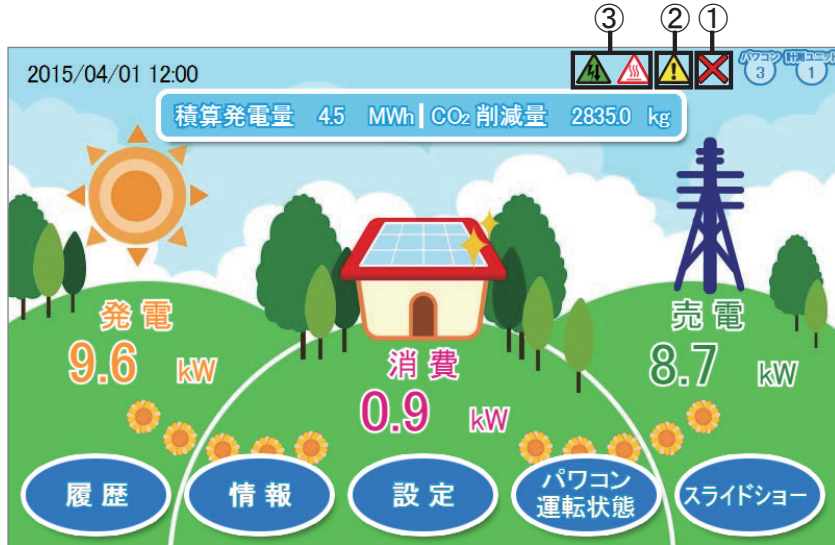 ③ ② ①
2015/04/01 12:00
パワコン 3 計測ユニット 1
積算発電量 4.5 MWh CO₂削減量 2835.0 kg
発電
9.6 kW
売電
8.7 kW
消費
0.9 kW
履歴
情報
設定
パワコン
運転状態
スライドショー